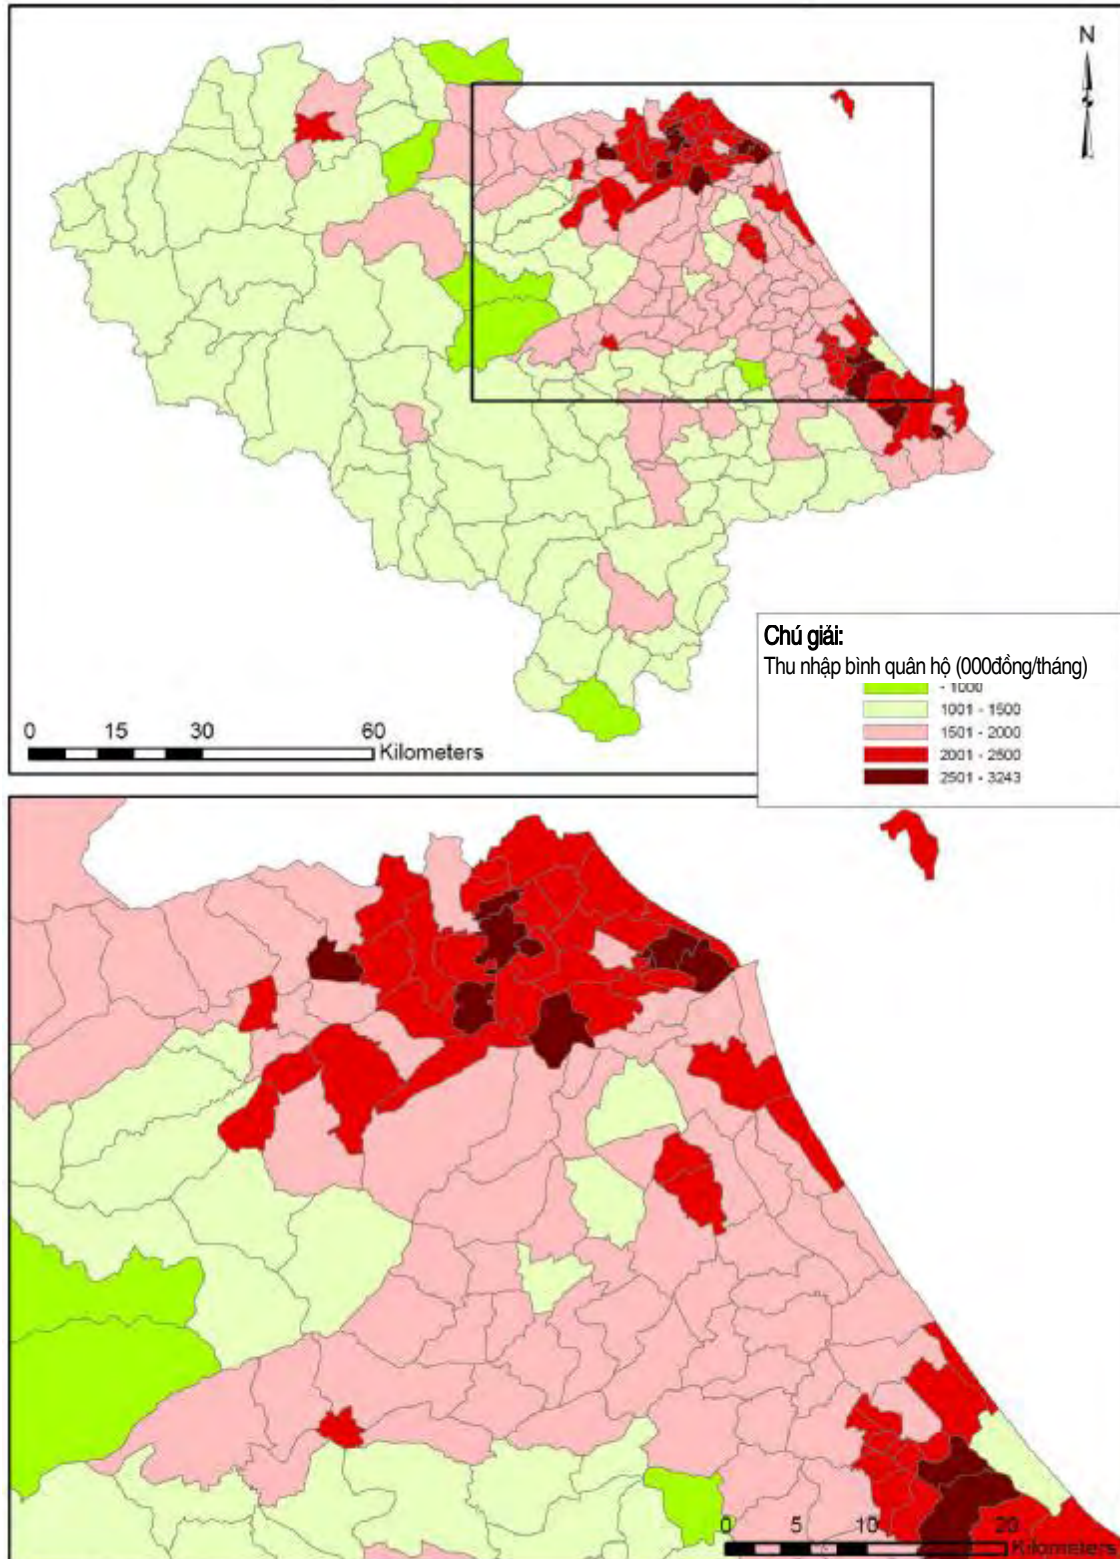 N
Chú giải:
Thu nhập bình quân hộ (000đồng/tháng)
- 1000
1001 - 1500
1501 - 2000
2001 - 2500
2501 - 3243
0 15 30 60
Kilometers
0 5 10 20
Kilometers